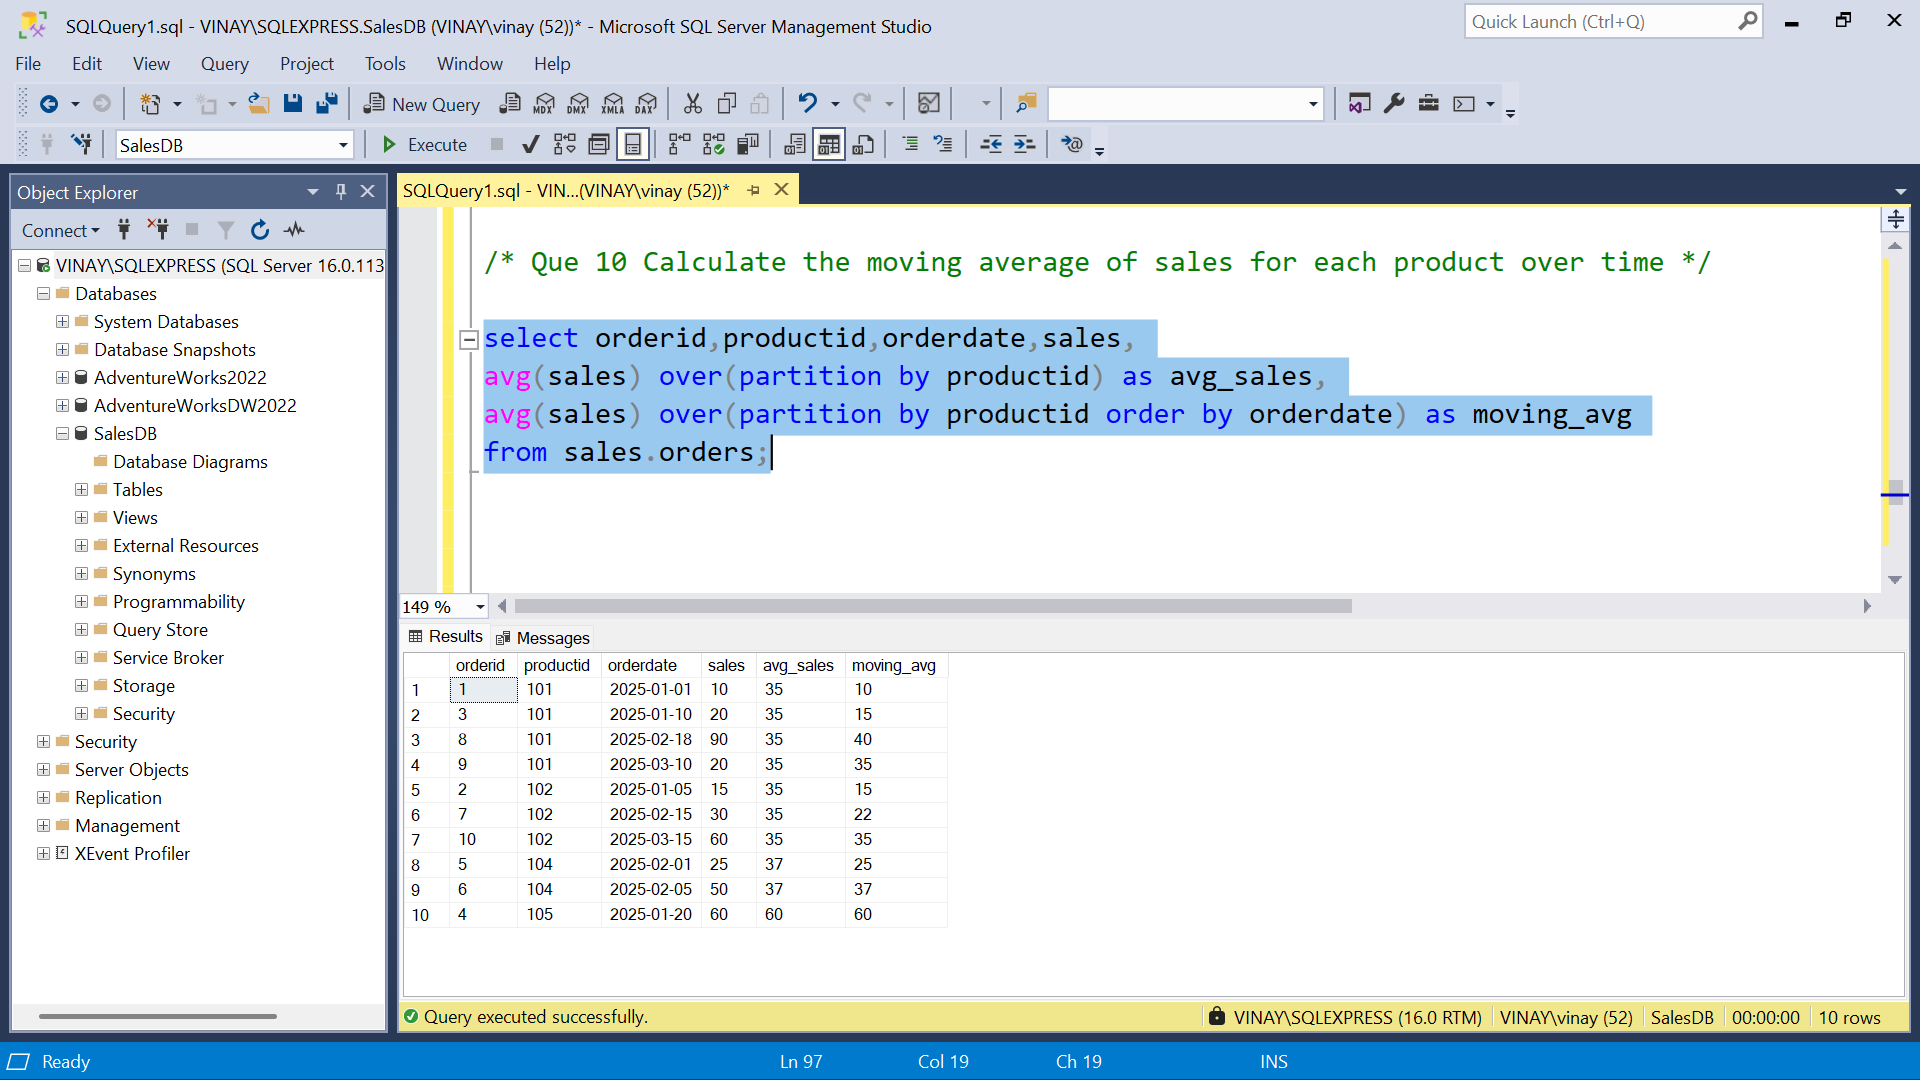 SQLQuery1.sql - VINAY\SQLEXPRESS.SalesDB (VINAY\vinay (52))* - Microsoft SQL Server Management Studio
Quick Launch (Ctrl+Q)
File Edit View Query Project Tools Window Help
New Query MDX DMX XMLA DAX
SalesDB Execute
Object Explorer
Connect
VINAY\SQLEXPRESS (SQL Server 16.0.113
Databases
System Databases
Database Snapshots
AdventureWorks2022
AdventureWorksDW2022
SalesDB
Database Diagrams
Tables
Views
External Resources
Synonyms
Programmability
Query Store
Service Broker
Storage
Security
Security
Server Objects
Replication
Management
XEvent Profiler
SQLQuery1.sql - VIN...(VINAY\vinay (52))*
/* Que 10 Calculate the moving average of sales for each product over time */
select orderid,productid,orderdate,sales,
avg(sales) over(partition by productid) as avg_sales,
avg(sales) over(partition by productid order by orderdate) as moving_avg
from sales.orders;
149 %
Results Messages
orderid productid orderdate sales avg_sales moving_avg
1 1 101 2025-01-01 10 35 10
2 3 101 2025-01-10 20 35 15
3 8 101 2025-02-18 90 35 40
4 9 101 2025-03-10 20 35 35
5 2 102 2025-01-05 15 35 15
6 7 102 2025-02-15 30 35 22
7 10 102 2025-03-15 60 35 35
8 5 104 2025-02-01 25 37 25
9 6 104 2025-02-05 50 37 37
10 4 105 2025-01-20 60 60 60
Query executed successfully. VINAY\SQLEXPRESS (16.0 RTM) VINAY\vinay (52) SalesDB 00:00:00 10 rows
Ready Ln 97 Col 19 Ch 19 INS